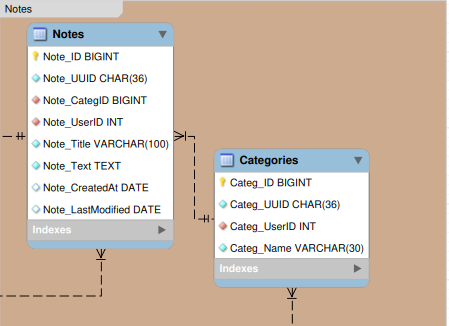 Notes
Notes
Note_ID BIGINT
Note_UUID CHAR(36)
Note_CategID BIGINT
Note_UserID INT
Note_Title VARCHAR(100)
Note_Text TEXT
Note_CreatedAt DATE
Note_LastModified DATE
Indexes
Categories
Categ_ID BIGINT
Categ_UUID CHAR(36)
Categ_UserID INT
Categ_Name VARCHAR(30)
Indexes